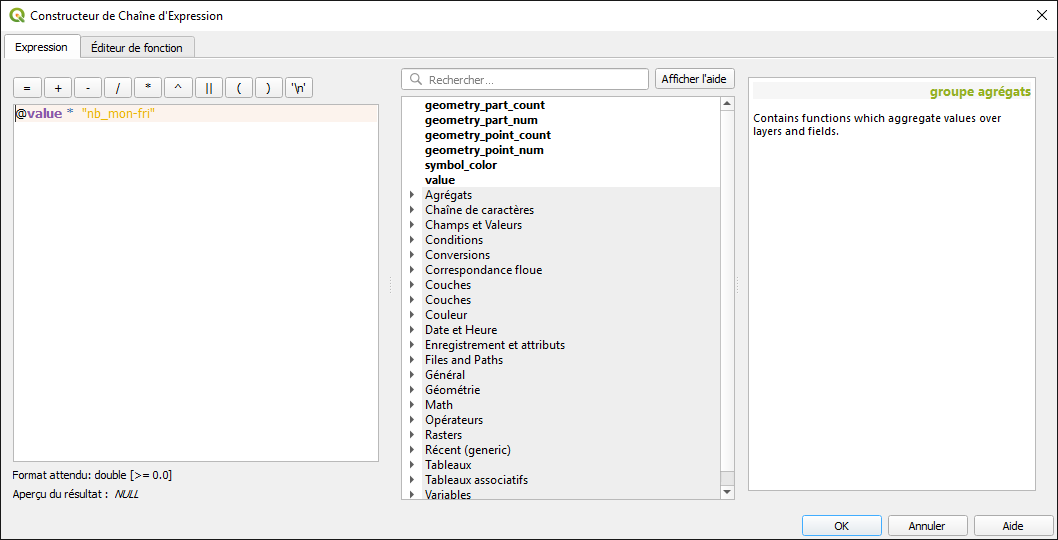 Constructeur de Chaîne d'Expression
Expression
Éditeur de fonction
= + - / * ^ || ( ) '\n'
@value * "nb_mon-fri"
Format attendu: double [>= 0.0]
Aperçu du résultat : NULL
Rechercher...
Afficher l'aide
geometry_part_count
geometry_part_num
geometry_point_count
geometry_point_num
symbol_color
value
Agrégats
Chaîne de caractères
Champs et Valeurs
Conditions
Conversions
Correspondance floue
Couches
Couches
Couleur
Date et Heure
Enregistrement et attributs
Files and Paths
Général
Géométrie
Math
Opérateurs
Rasters
Récent (generic)
Tableaux
Tableaux associatifs
Variables
groupe agrégats
Contains functions which aggregate values over
layers and fields.
OK
Annuler
Aide